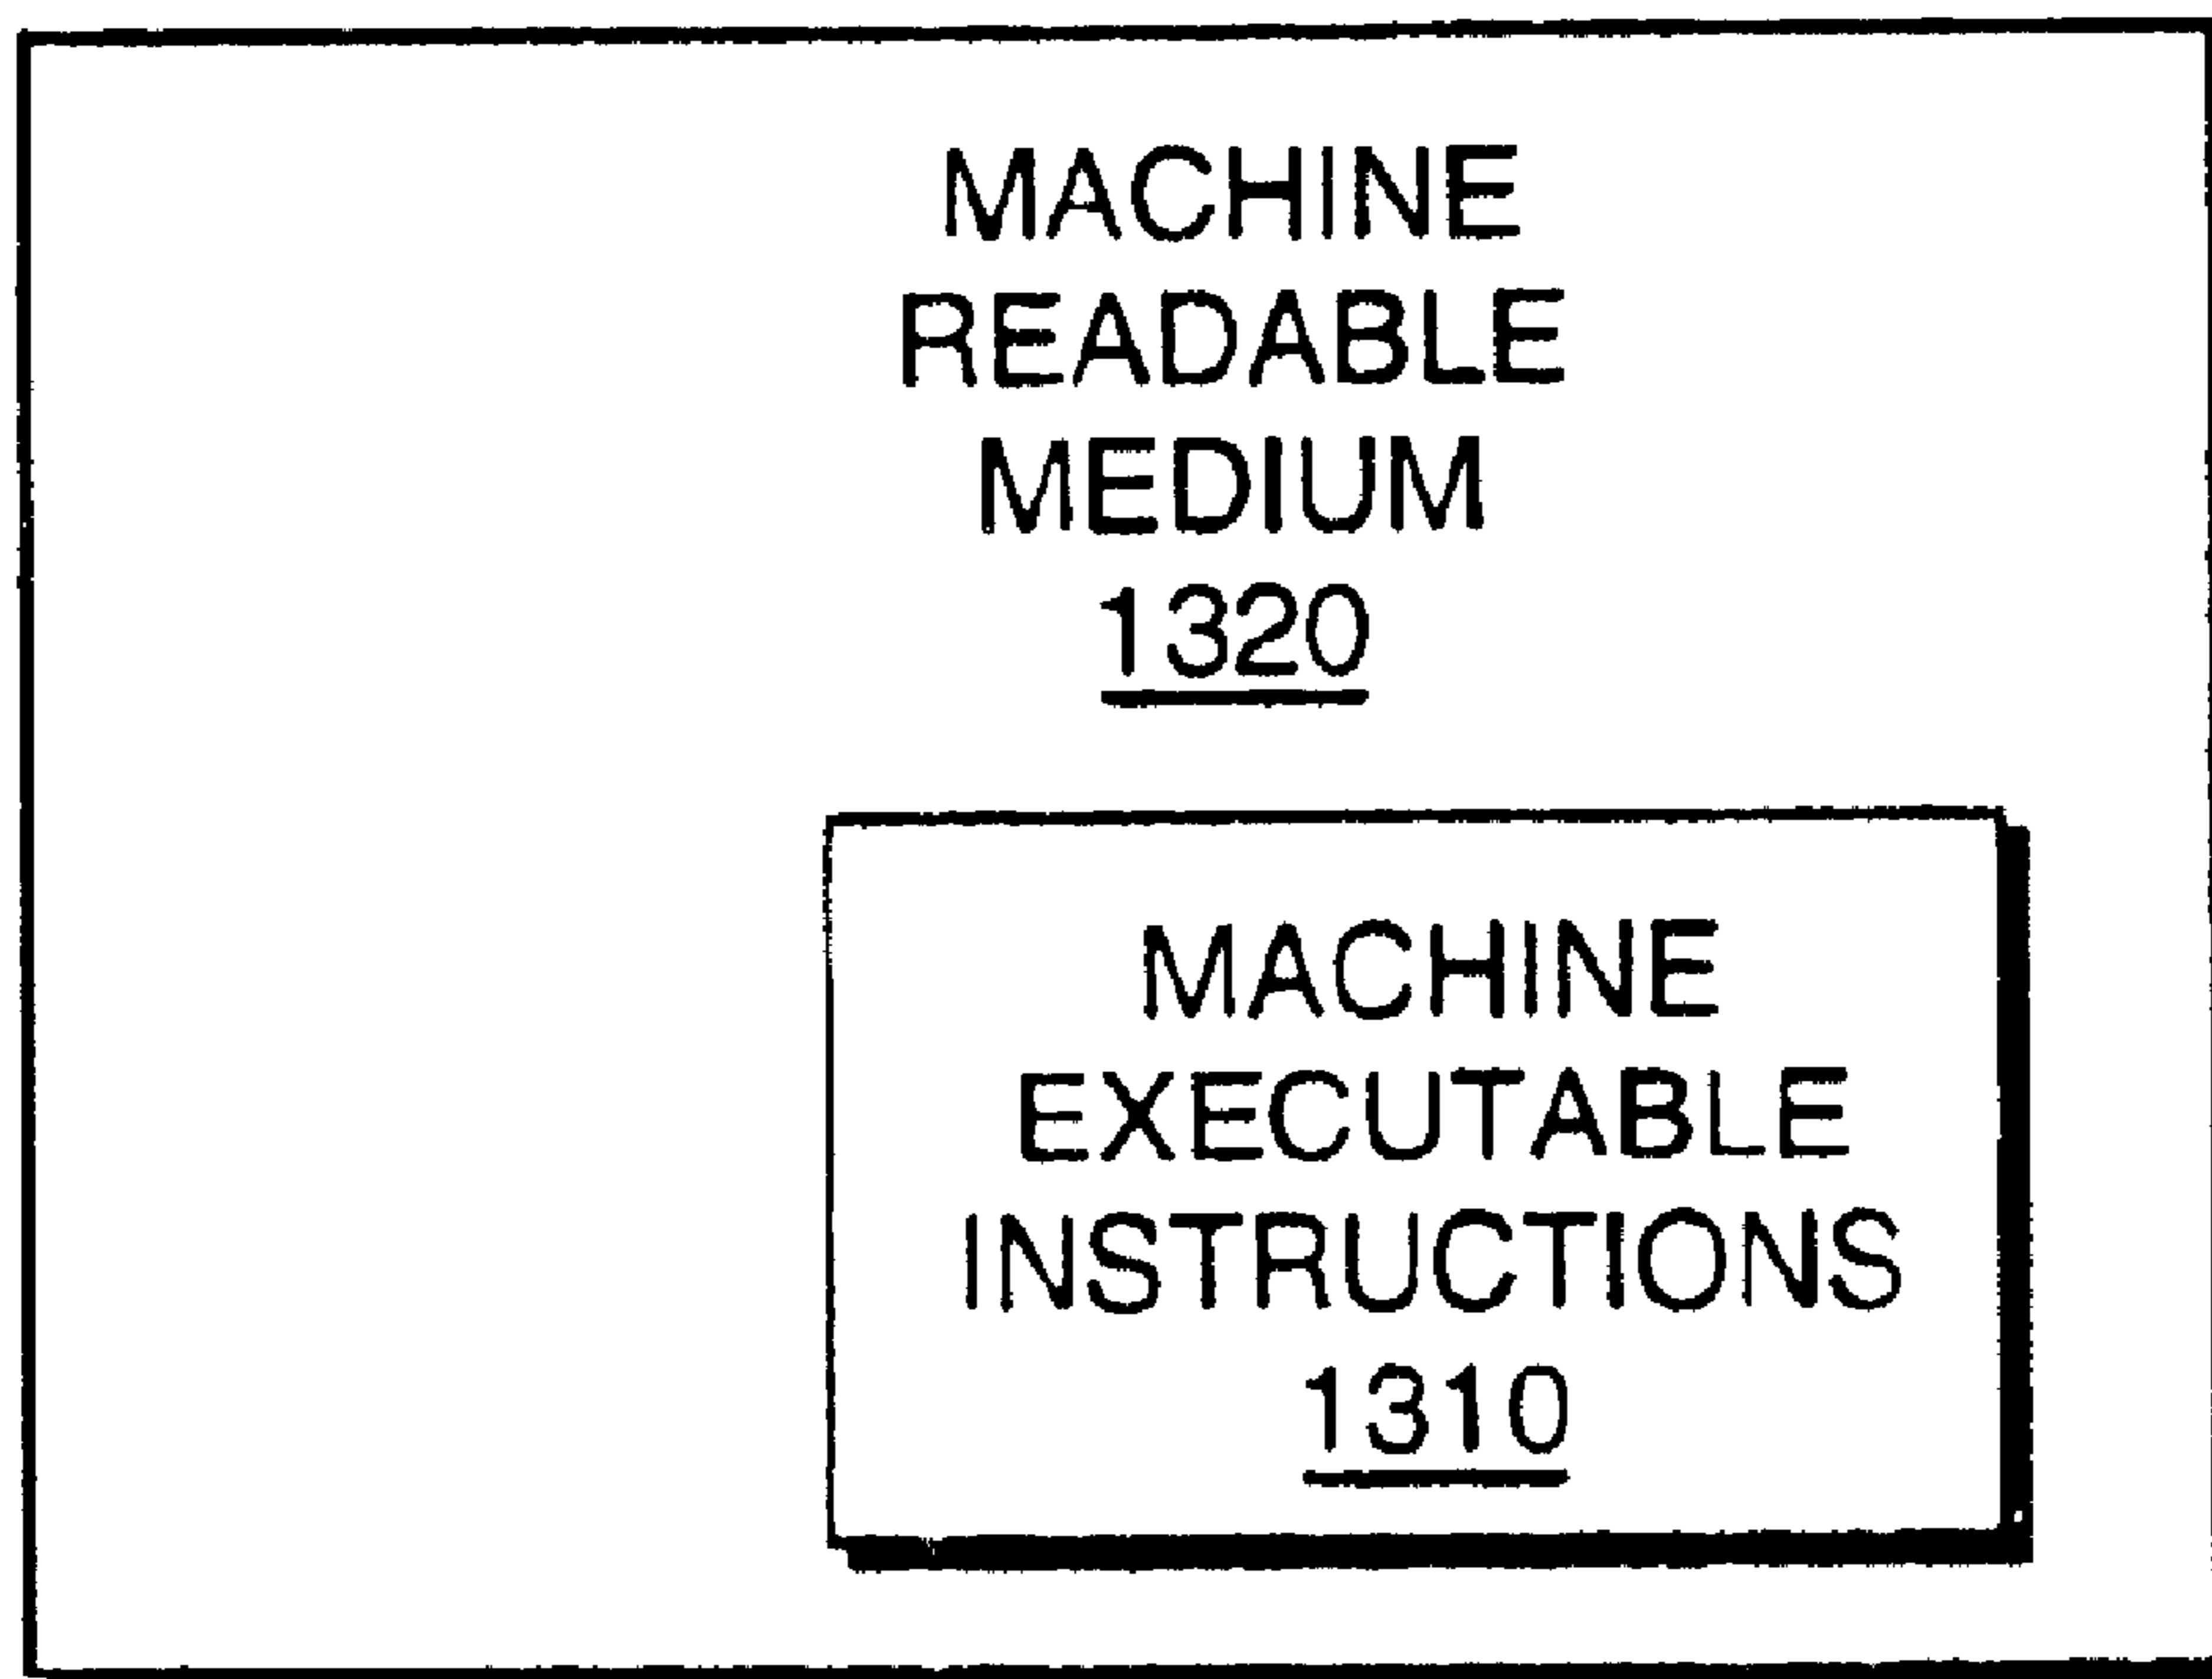 MACHINE
READABLE
MEDIUM
1320
MACHINE
EXECUTABLE
INSTRUCTIONS
1310